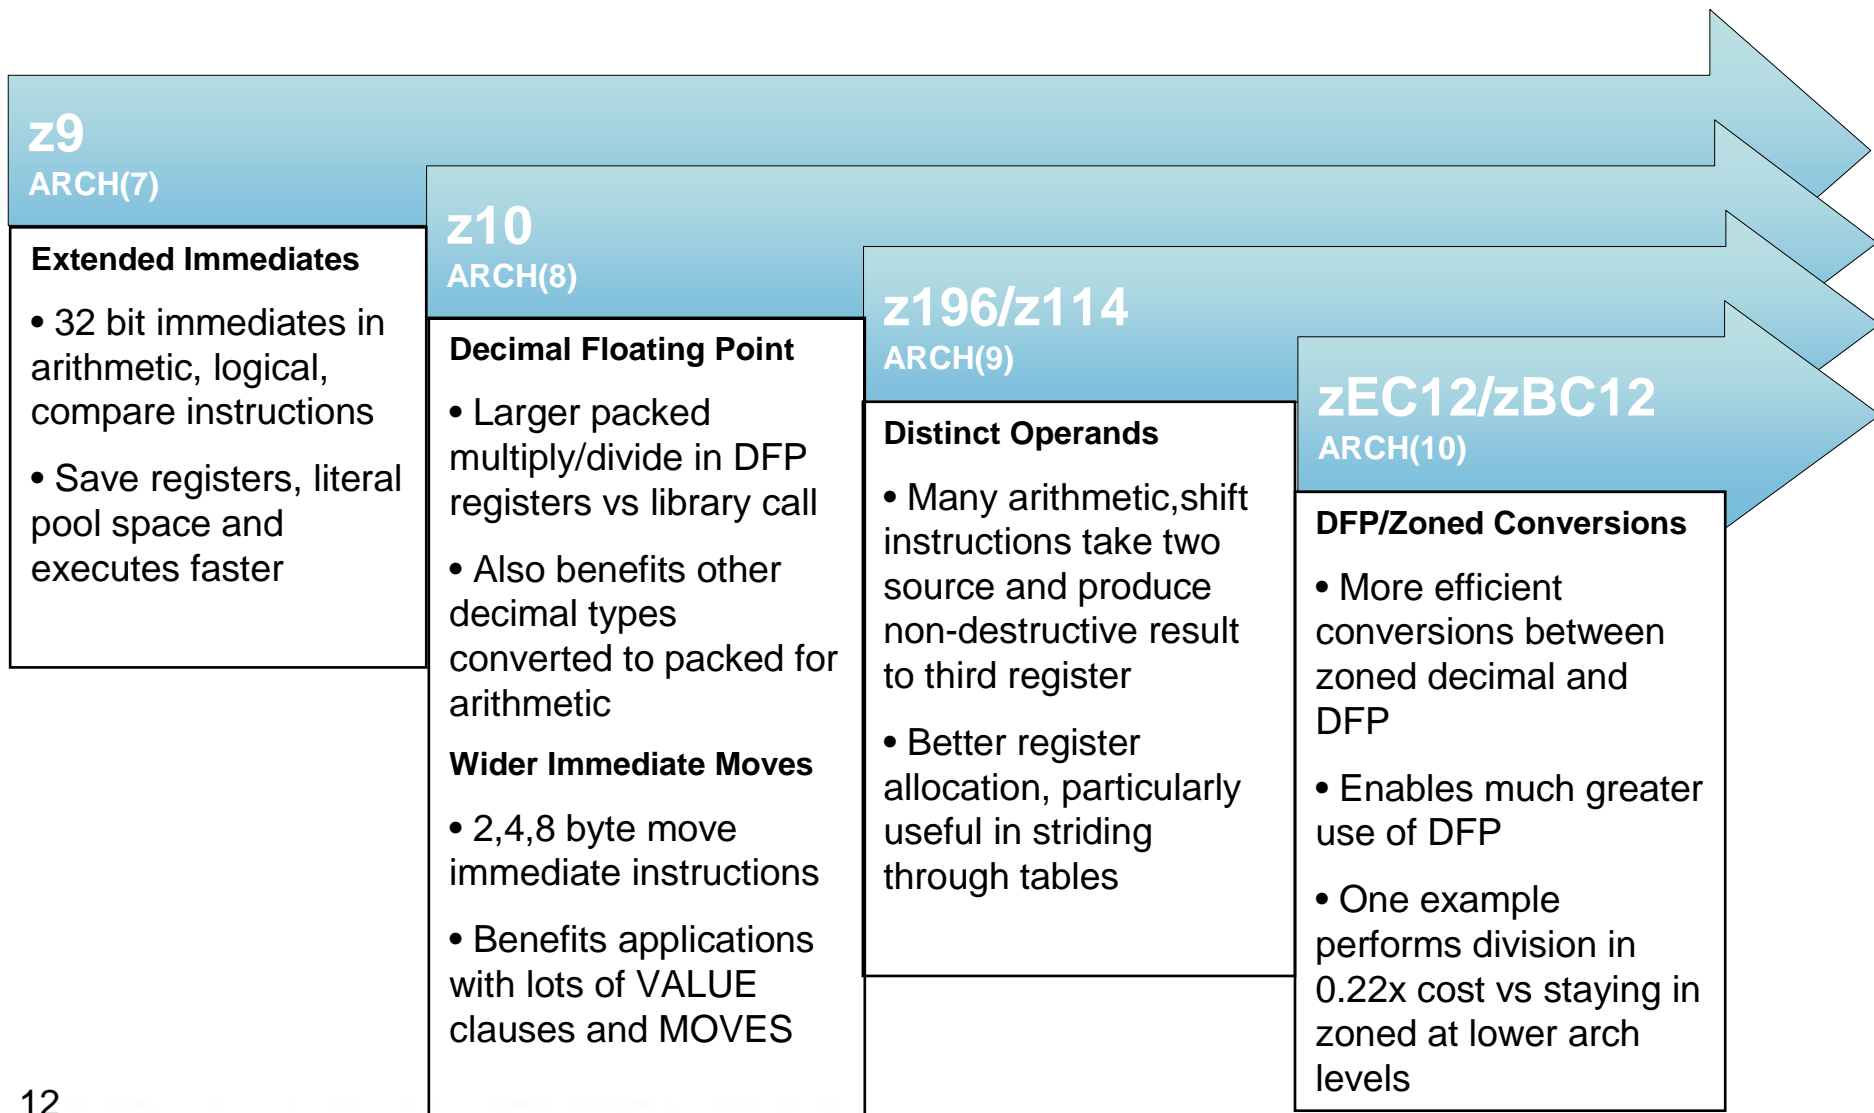 z9
ARCH(7)
Extended Immediates
• 32 bit immediates in
arithmetic, logical,
compare instructions
• Save registers, literal
pool space and
executes faster
z10
ARCH(8)
Decimal Floating Point
• Larger packed
multiply/divide in DFP
registers vs library call
• Also benefits other
decimal types
converted to packed for
arithmetic
Wider Immediate Moves
• 2,4,8 byte move
immediate instructions
• Benefits applications
with lots of VALUE
clauses and MOVES
z196/z114
ARCH(9)
Distinct Operands
• Many arithmetic,shift
instructions take two
source and produce
non-destructive result
to third register
• Better register
allocation, particularly
useful in striding
through tables
zEC12/zBC12
ARCH(10)
DFP/Zoned Conversions
• More efficient
conversions between
zoned decimal and
DFP
• Enables much greater
use of DFP
• One example
performs division in
0.22x cost vs staying in
zoned at lower arch
levels
12